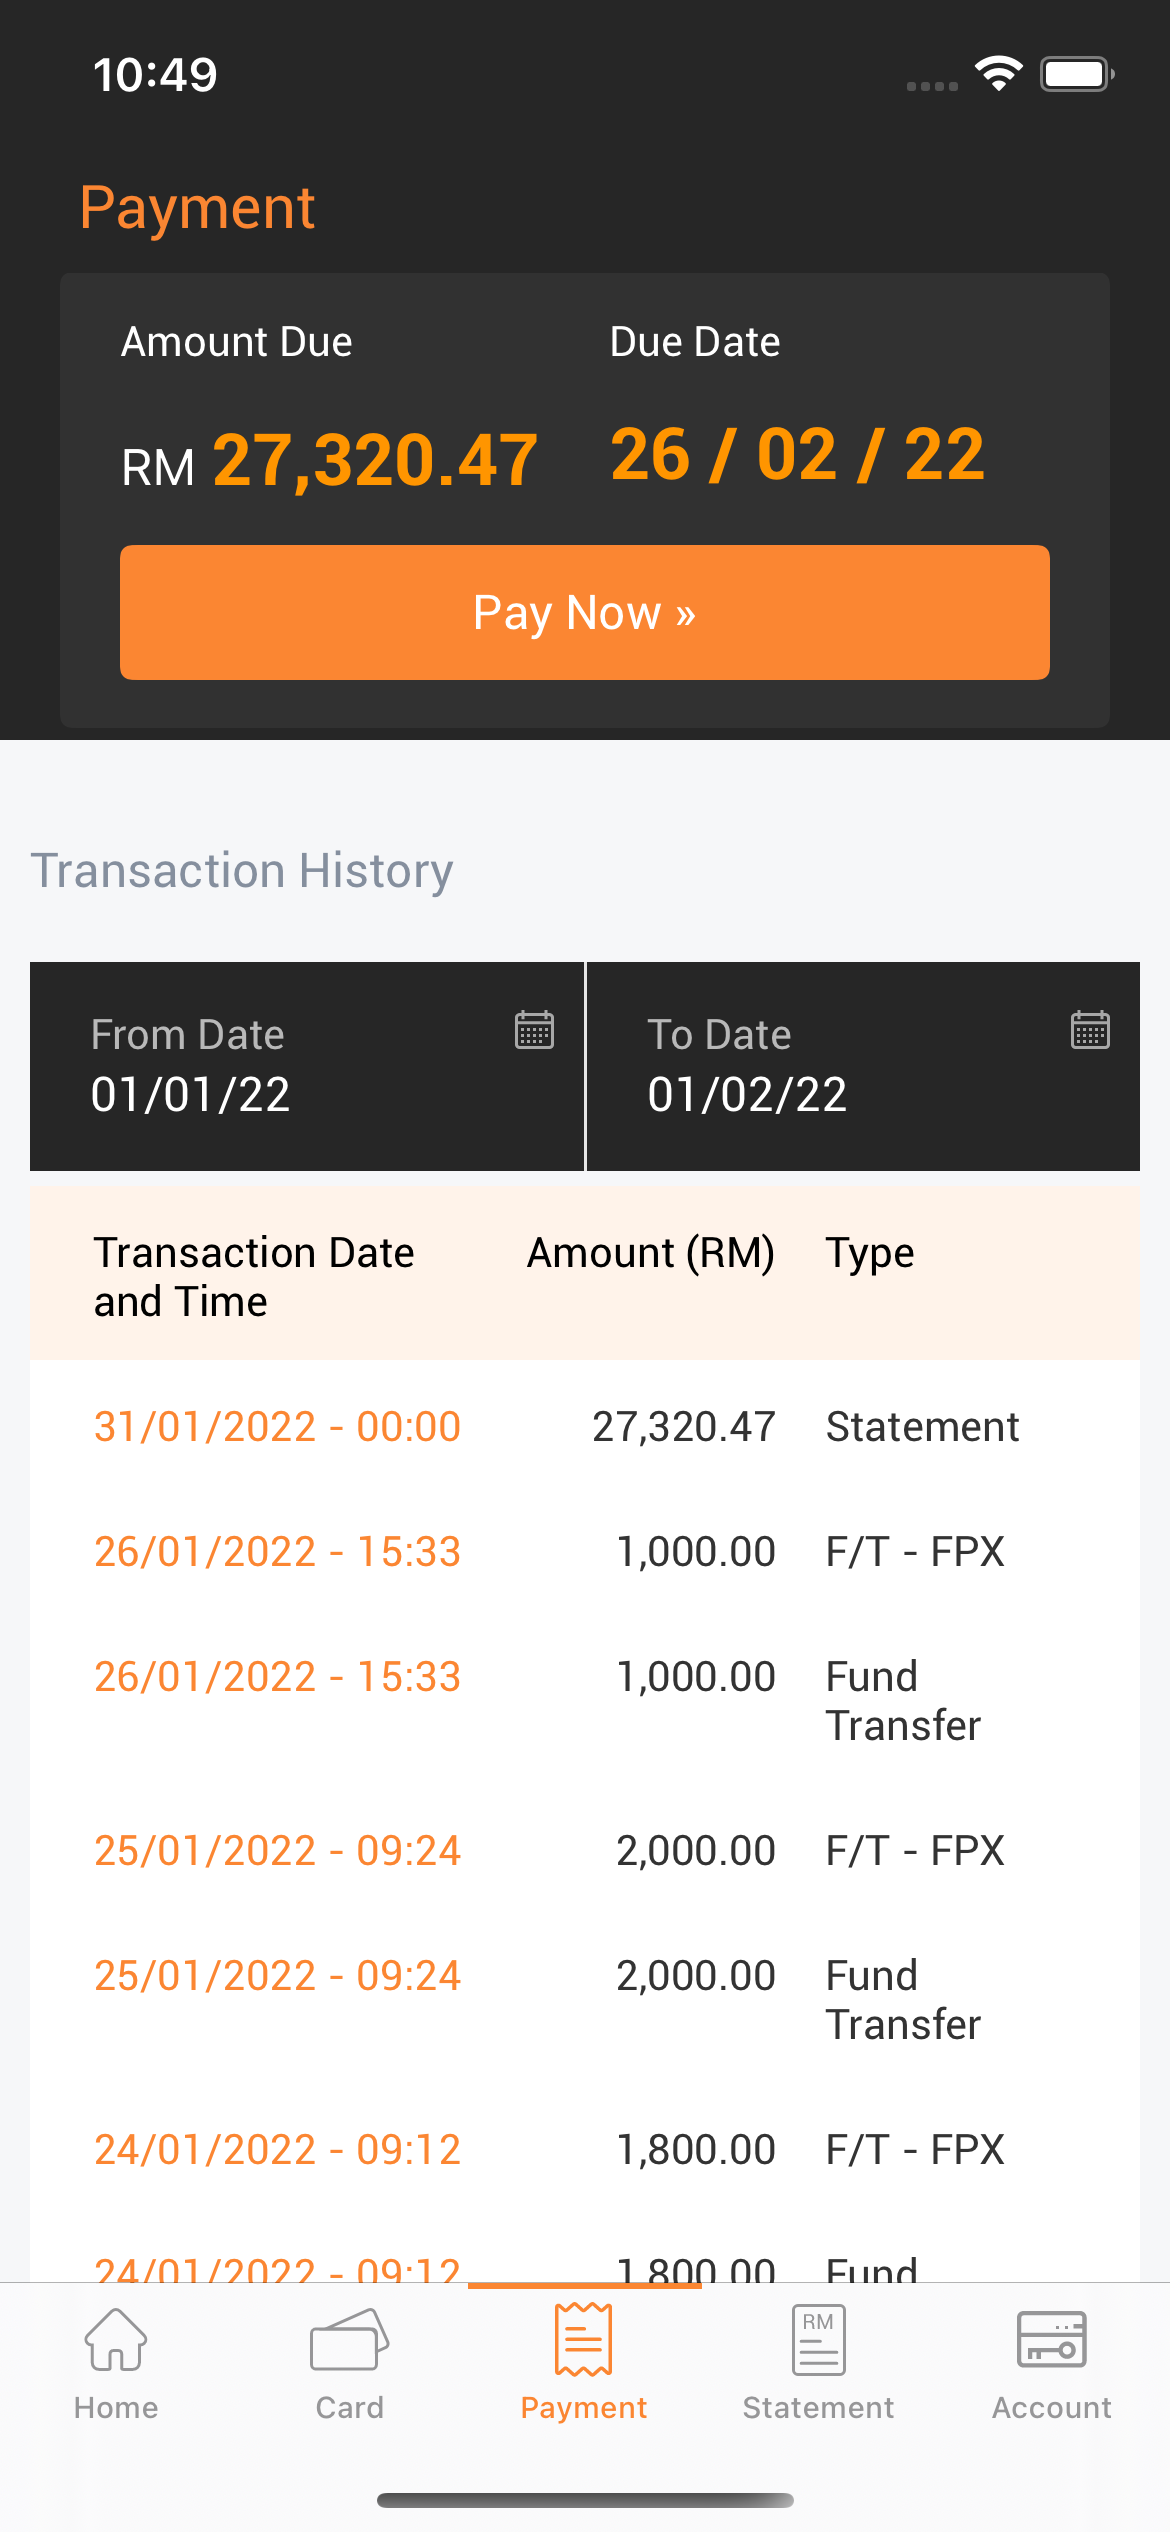 10:49
Payment
Amount Due
Due Date
RM 27,320.47
26 / 02 / 22
Pay Now »
Transaction History
From Date
01/01/22
To Date
01/02/22
Transaction Date and Time
Amount (RM)
Type
31/01/2022 - 00:00 27,320.47 Statement
26/01/2022 - 15:33 1,000.00 F/T - FPX
26/01/2022 - 15:33 1,000.00 Fund
Transfer
25/01/2022 - 09:24 2,000.00 F/T - FPX
25/01/2022 - 09:24 2,000.00 Fund
Transfer
24/01/2022 - 09:12 1,800.00 F/T - FPX
24/01/2022 - 09:12 1,800.00 Fund
RM
Home Card Payment Statement Account